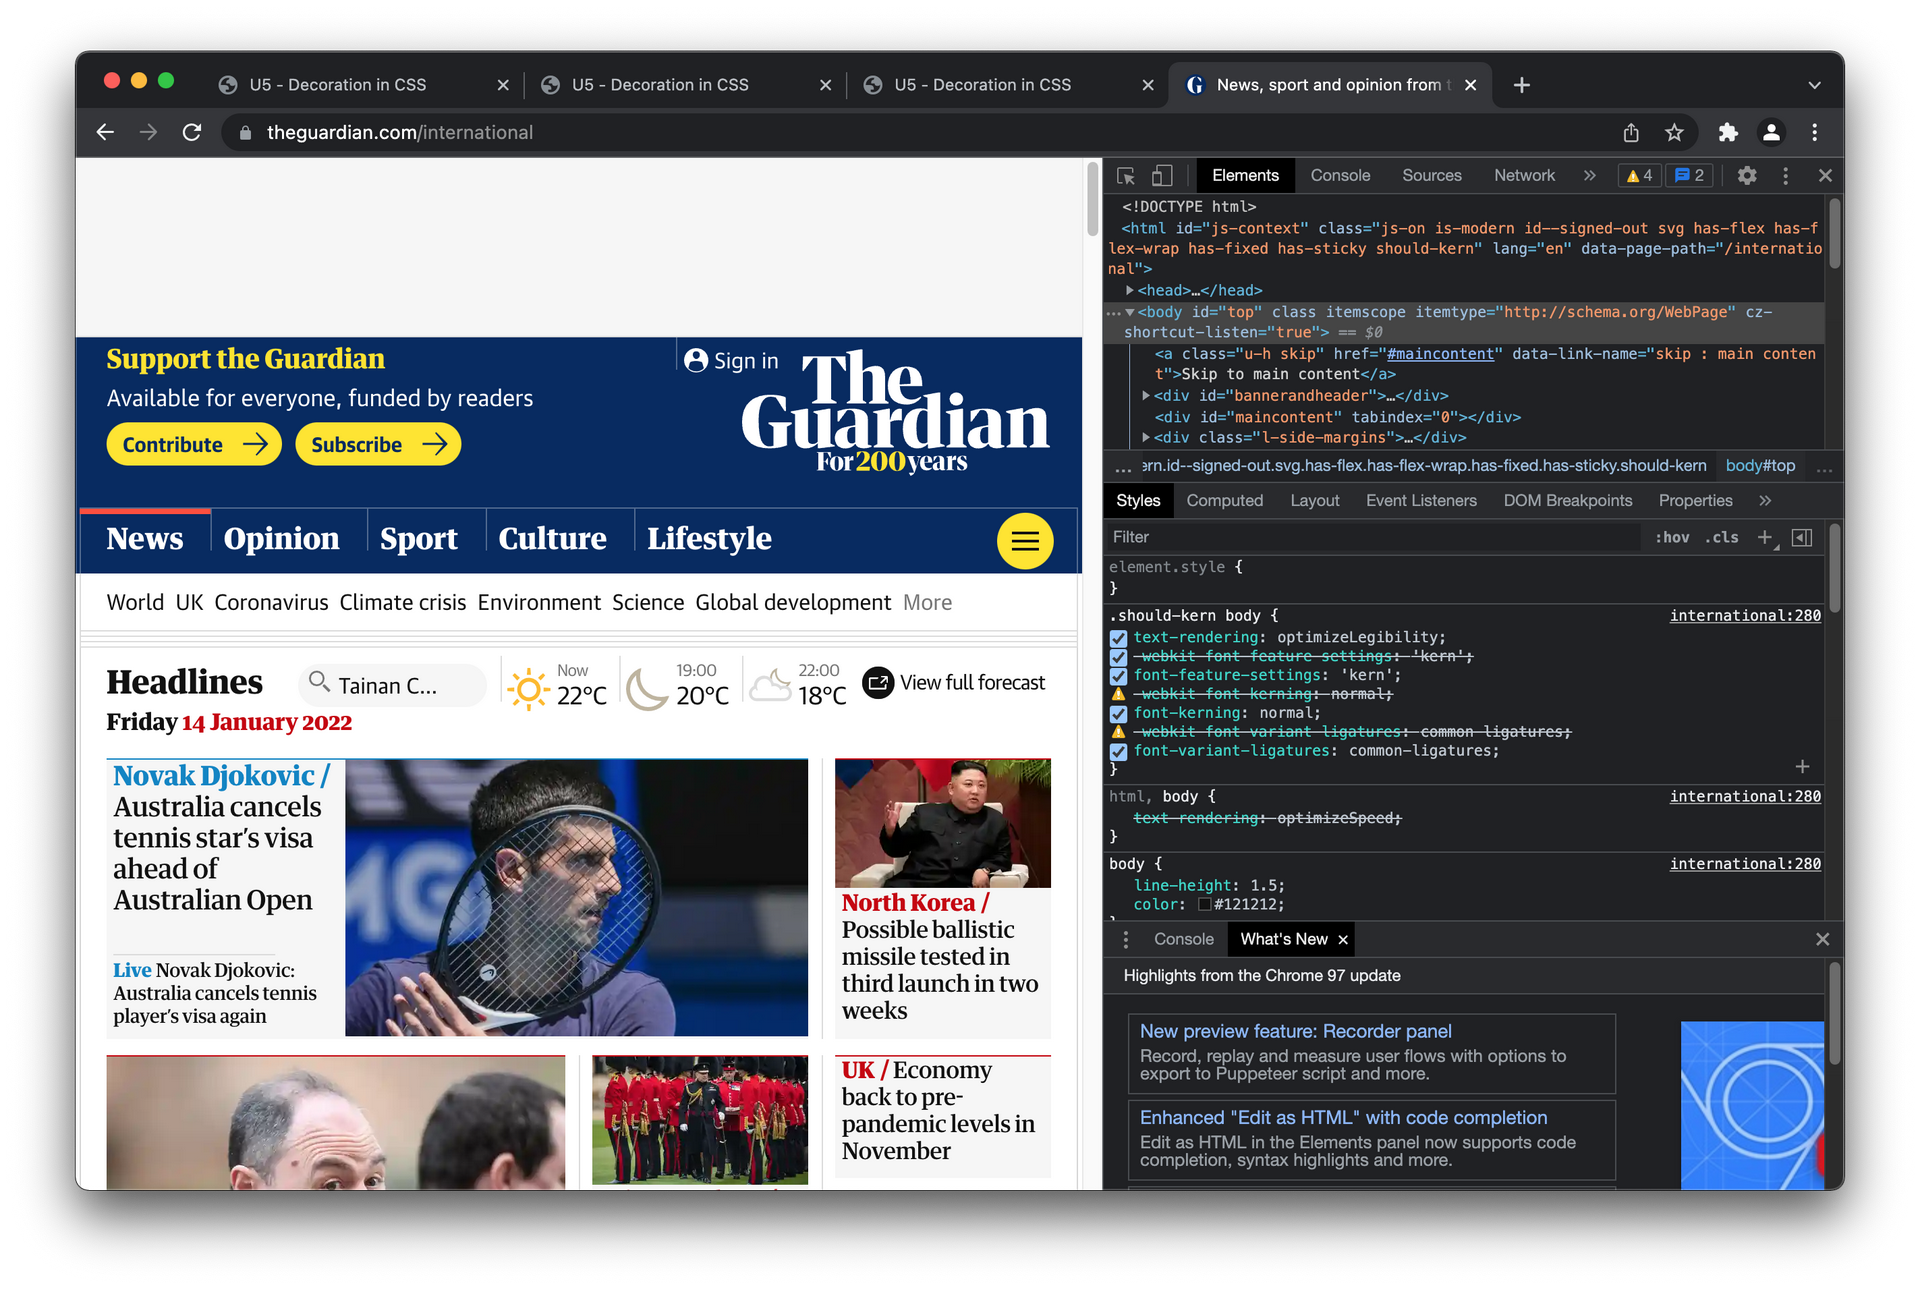 U5 - Decoration in CSS
U5 - Decoration in CSS
U5 - Decoration in CSS
News, sport and opinion from t
theguardian.com/international
Support the Guardian
Available for everyone, funded by readers
Contribute
Subscribe
Sign in
The
Guardian
For 200 years
News
Opinion
Sport
Culture
Lifestyle
World UK Coronavirus Climate crisis Environment Science Global development More
Headlines
Friday 14 January 2022
Tainan C...
Now
22°C
19:00
20°C
22:00
18°C
View full forecast
Novak Djokovic /
Australia cancels
tennis star’s visa
ahead of
Australian Open
Live Novak Djokovic:
Australia cancels tennis
player’s visa again
North Korea /
Possible ballistic
missile tested in
third launch in two
weeks
UK / Economy
back to pre-
pandemic levels in
November
Elements
Console
Sources
Network
4
2
<!DOCTYPE html>
<html id="js-context" class="js-on is-modern id--signed-out svg has-flex has-f
lex-wrap has-fixed has-sticky should-kern" lang="en" data-page-path="/internatio
nal">
<head>…</head>
<body id="top" class itemscope itemtype="http://schema.org/WebPage" cz-
shortcut-listen="true"> == $0
<a class="u-h skip" href="#maincontent" data-link-name="skip : main conten
t">Skip to main content</a>
<div id="bannerandheader">…</div>
<div id="maincontent" tabindex="0"></div>
<div class="l-side-margins">…</div>
... ern.id--signed-out.svg.has-flex.has-flex-wrap.has-fixed.has-sticky.should-kern body#top ...
Styles
Computed
Layout
Event Listeners
DOM Breakpoints
Properties
Filter
:hov .cls
element.style {
}
.should-kern body {
international:280
text-rendering: optimizeLegibility;
-webkit-font-feature-settings: 'kern';
font-feature-settings: 'kern';
-webkit-font-kerning: normal;
font-kerning: normal;
-webkit-font-variant-ligatures: common-ligatures;
font-variant-ligatures: common-ligatures;
}
html, body {
international:280
text-rendering: optimizeSpeed;
}
body {
international:280
line-height: 1.5;
color: #121212;
Console
What's New
Highlights from the Chrome 97 update
New preview feature: Recorder panel
Record, replay and measure user flows with options to
export to Puppeteer script and more.
Enhanced "Edit as HTML" with code completion
Edit as HTML in the Elements panel now supports code
completion, syntax highlights and more.